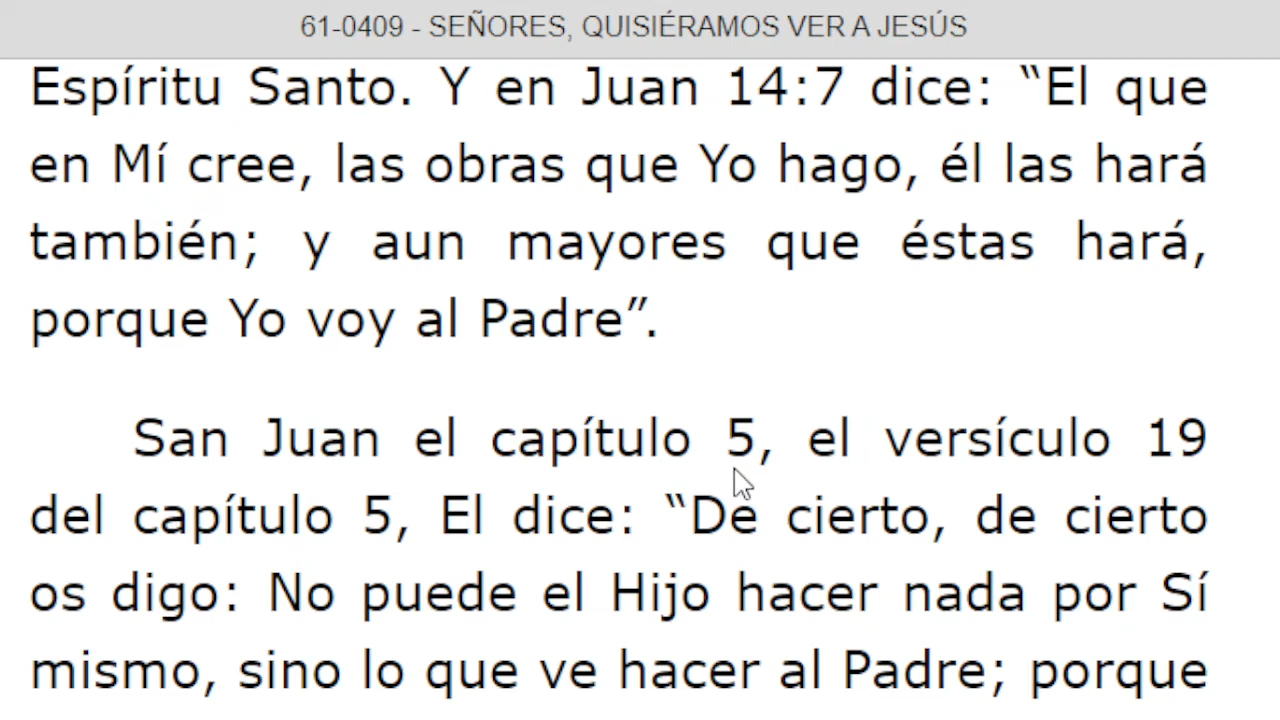 61-0409 - SEÑORES, QUISIÉRAMOS VER A JESÚS
Espíritu Santo. Y en Juan 14:7 dice: “El que
en Mí cree, las obras que Yo hago, él las hará
también; y aun mayores que éstas hará,
porque Yo voy al Padre”.
San Juan el capítulo 5, el versículo 19
del capítulo 5, El dice: “De cierto, de cierto
os digo: No puede el Hijo hacer nada por Sí
mismo, sino lo que ve hacer al Padre; porque